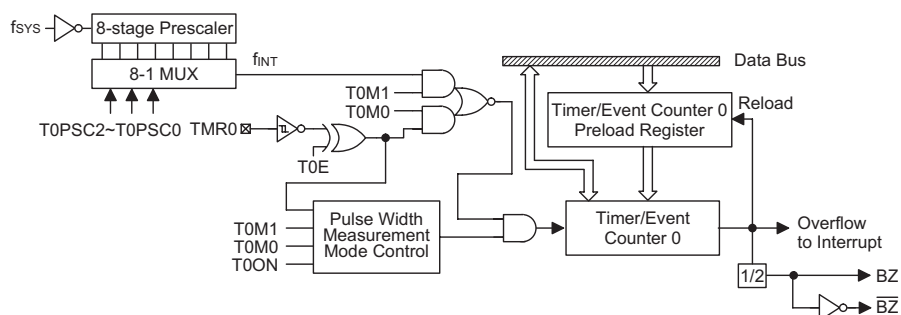 fSYS
8-stage Prescaler
8-1 MUX
fINT
T0PSC2~T0PSC0
TMR0
T0E
T0M1
T0M0
Data Bus
Timer/Event Counter 0
Preload Register
Reload
T0M1
T0M0
T0ON
Pulse Width
Measurement
Mode Control
Timer/Event
Counter 0
Overflow
to Interrupt
1/2
BZ
B̅Z̅